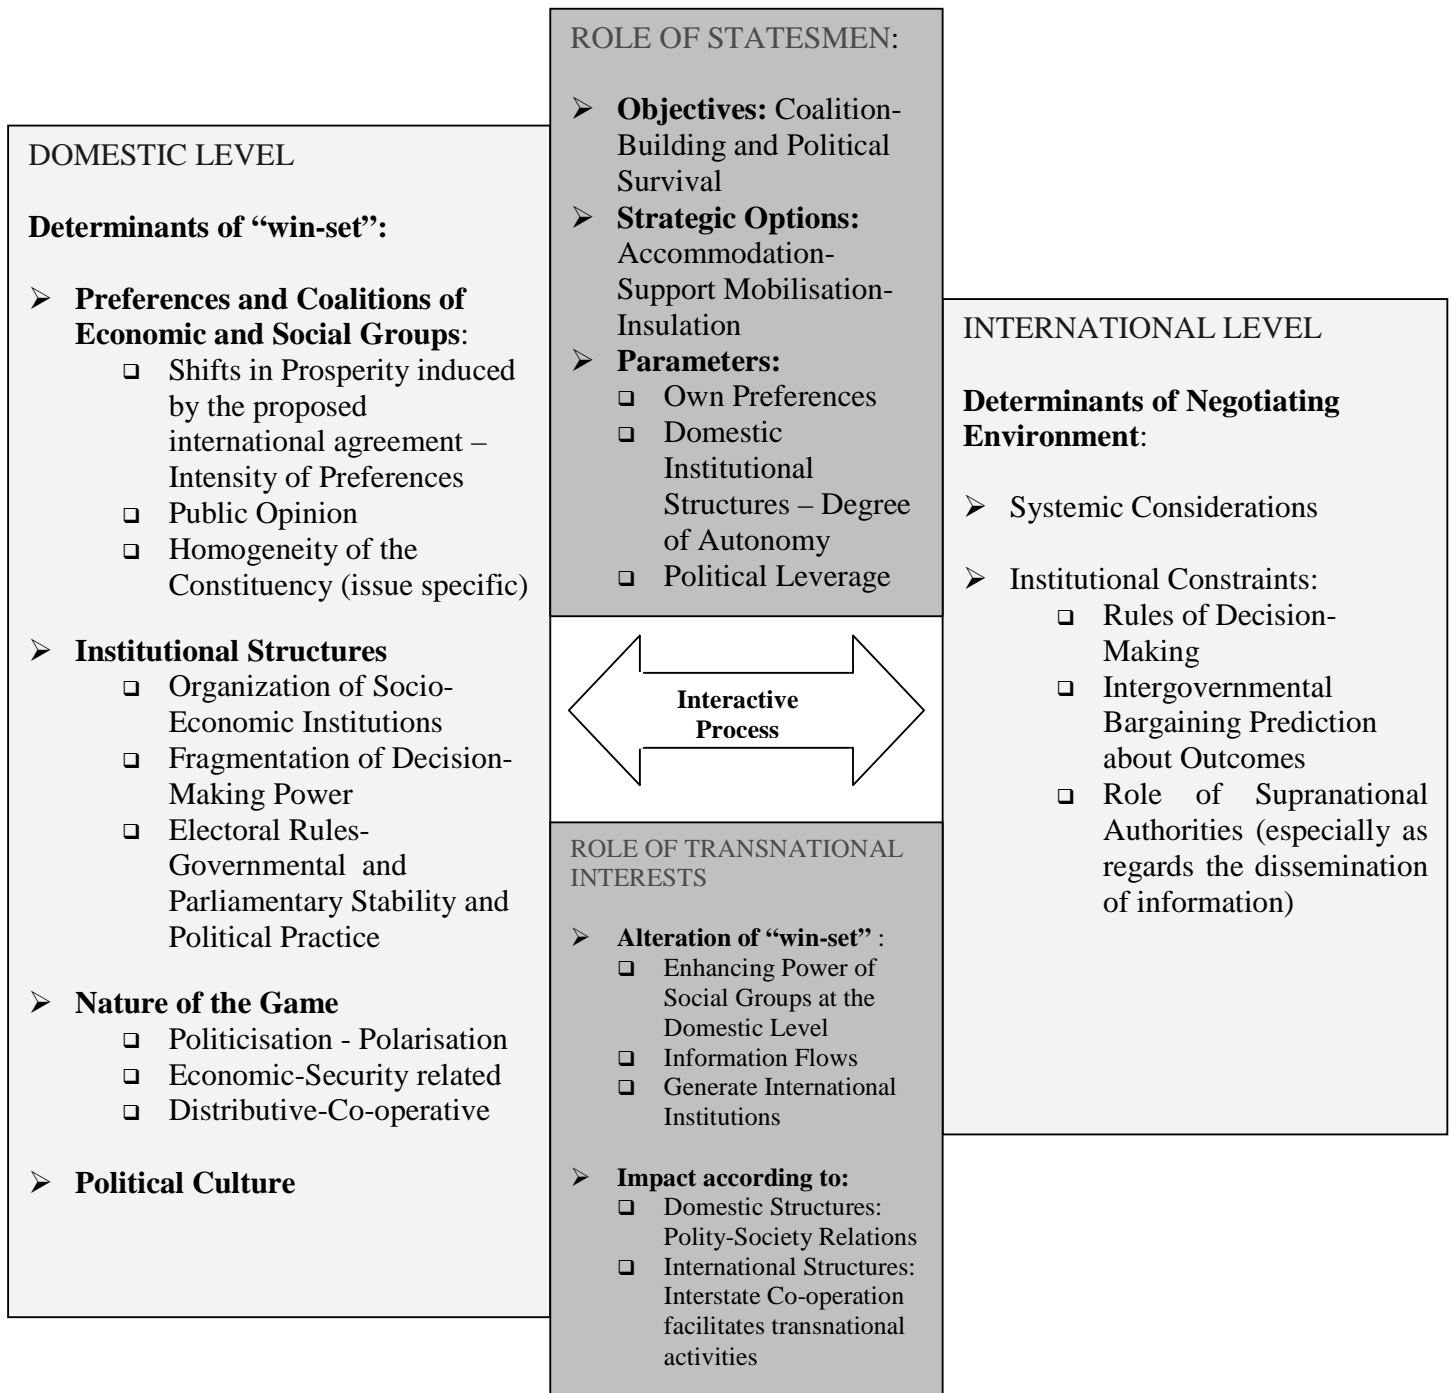 DOMESTIC LEVEL
Determinants of “win-set”:
➢ Preferences and Coalitions of
Economic and Social Groups:
❑ Shifts in Prosperity induced
by the proposed
international agreement –
Intensity of Preferences
❑ Public Opinion
❑ Homogeneity of the
Constituency (issue specific)
➢ Institutional Structures
❑ Organization of Socio-
Economic Institutions
❑ Fragmentation of Decision-
Making Power
❑ Electoral Rules-
Governmental and
Parliamentary Stability and
Political Practice
➢ Nature of the Game
❑ Politicisation - Polarisation
❑ Economic-Security related
❑ Distributive-Co-operative
➢ Political Culture
ROLE OF STATESMEN:
➢ Objectives: Coalition-
Building and Political
Survival
➢ Strategic Options:
Accommodation-
Support Mobilisation-
Insulation
➢ Parameters:
❑ Own Preferences
❑ Domestic
Institutional
Structures – Degree
of Autonomy
❑ Political Leverage
Interactive
Process
ROLE OF TRANSNATIONAL
INTERESTS
➢ Alteration of “win-set” :
❑ Enhancing Power of
Social Groups at the
Domestic Level
❑ Information Flows
❑ Generate International
Institutions
➢ Impact according to:
❑ Domestic Structures:
Polity-Society Relations
❑ International Structures:
Interstate Co-operation
facilitates transnational
activities
INTERNATIONAL LEVEL
Determinants of Negotiating
Environment:
➢ Systemic Considerations
➢ Institutional Constraints:
❑ Rules of Decision-
Making
❑ Intergovernmental
Bargaining Prediction
about Outcomes
❑ Role of Supranational
Authorities (especially as
regards the dissemination
of information)